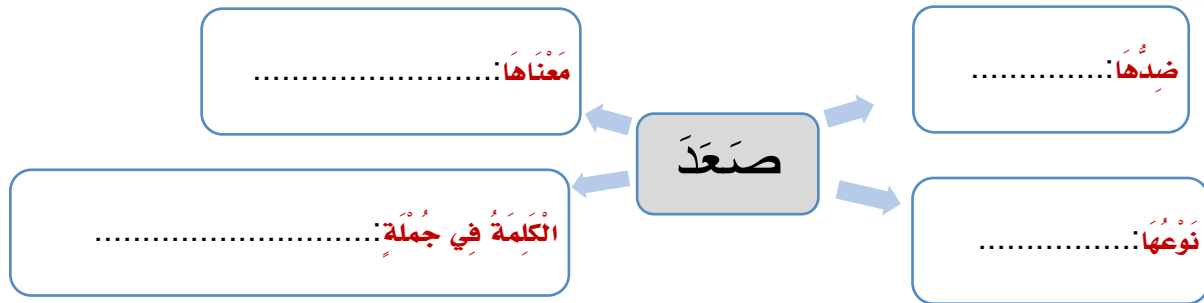 ضِدُّهَا:..............
مَعْنَاهَا:.........................
صَعَدَ
نَوْعُهَا:................
الْكَلِمَةُ فِي جُمْلَةٍ:.............................